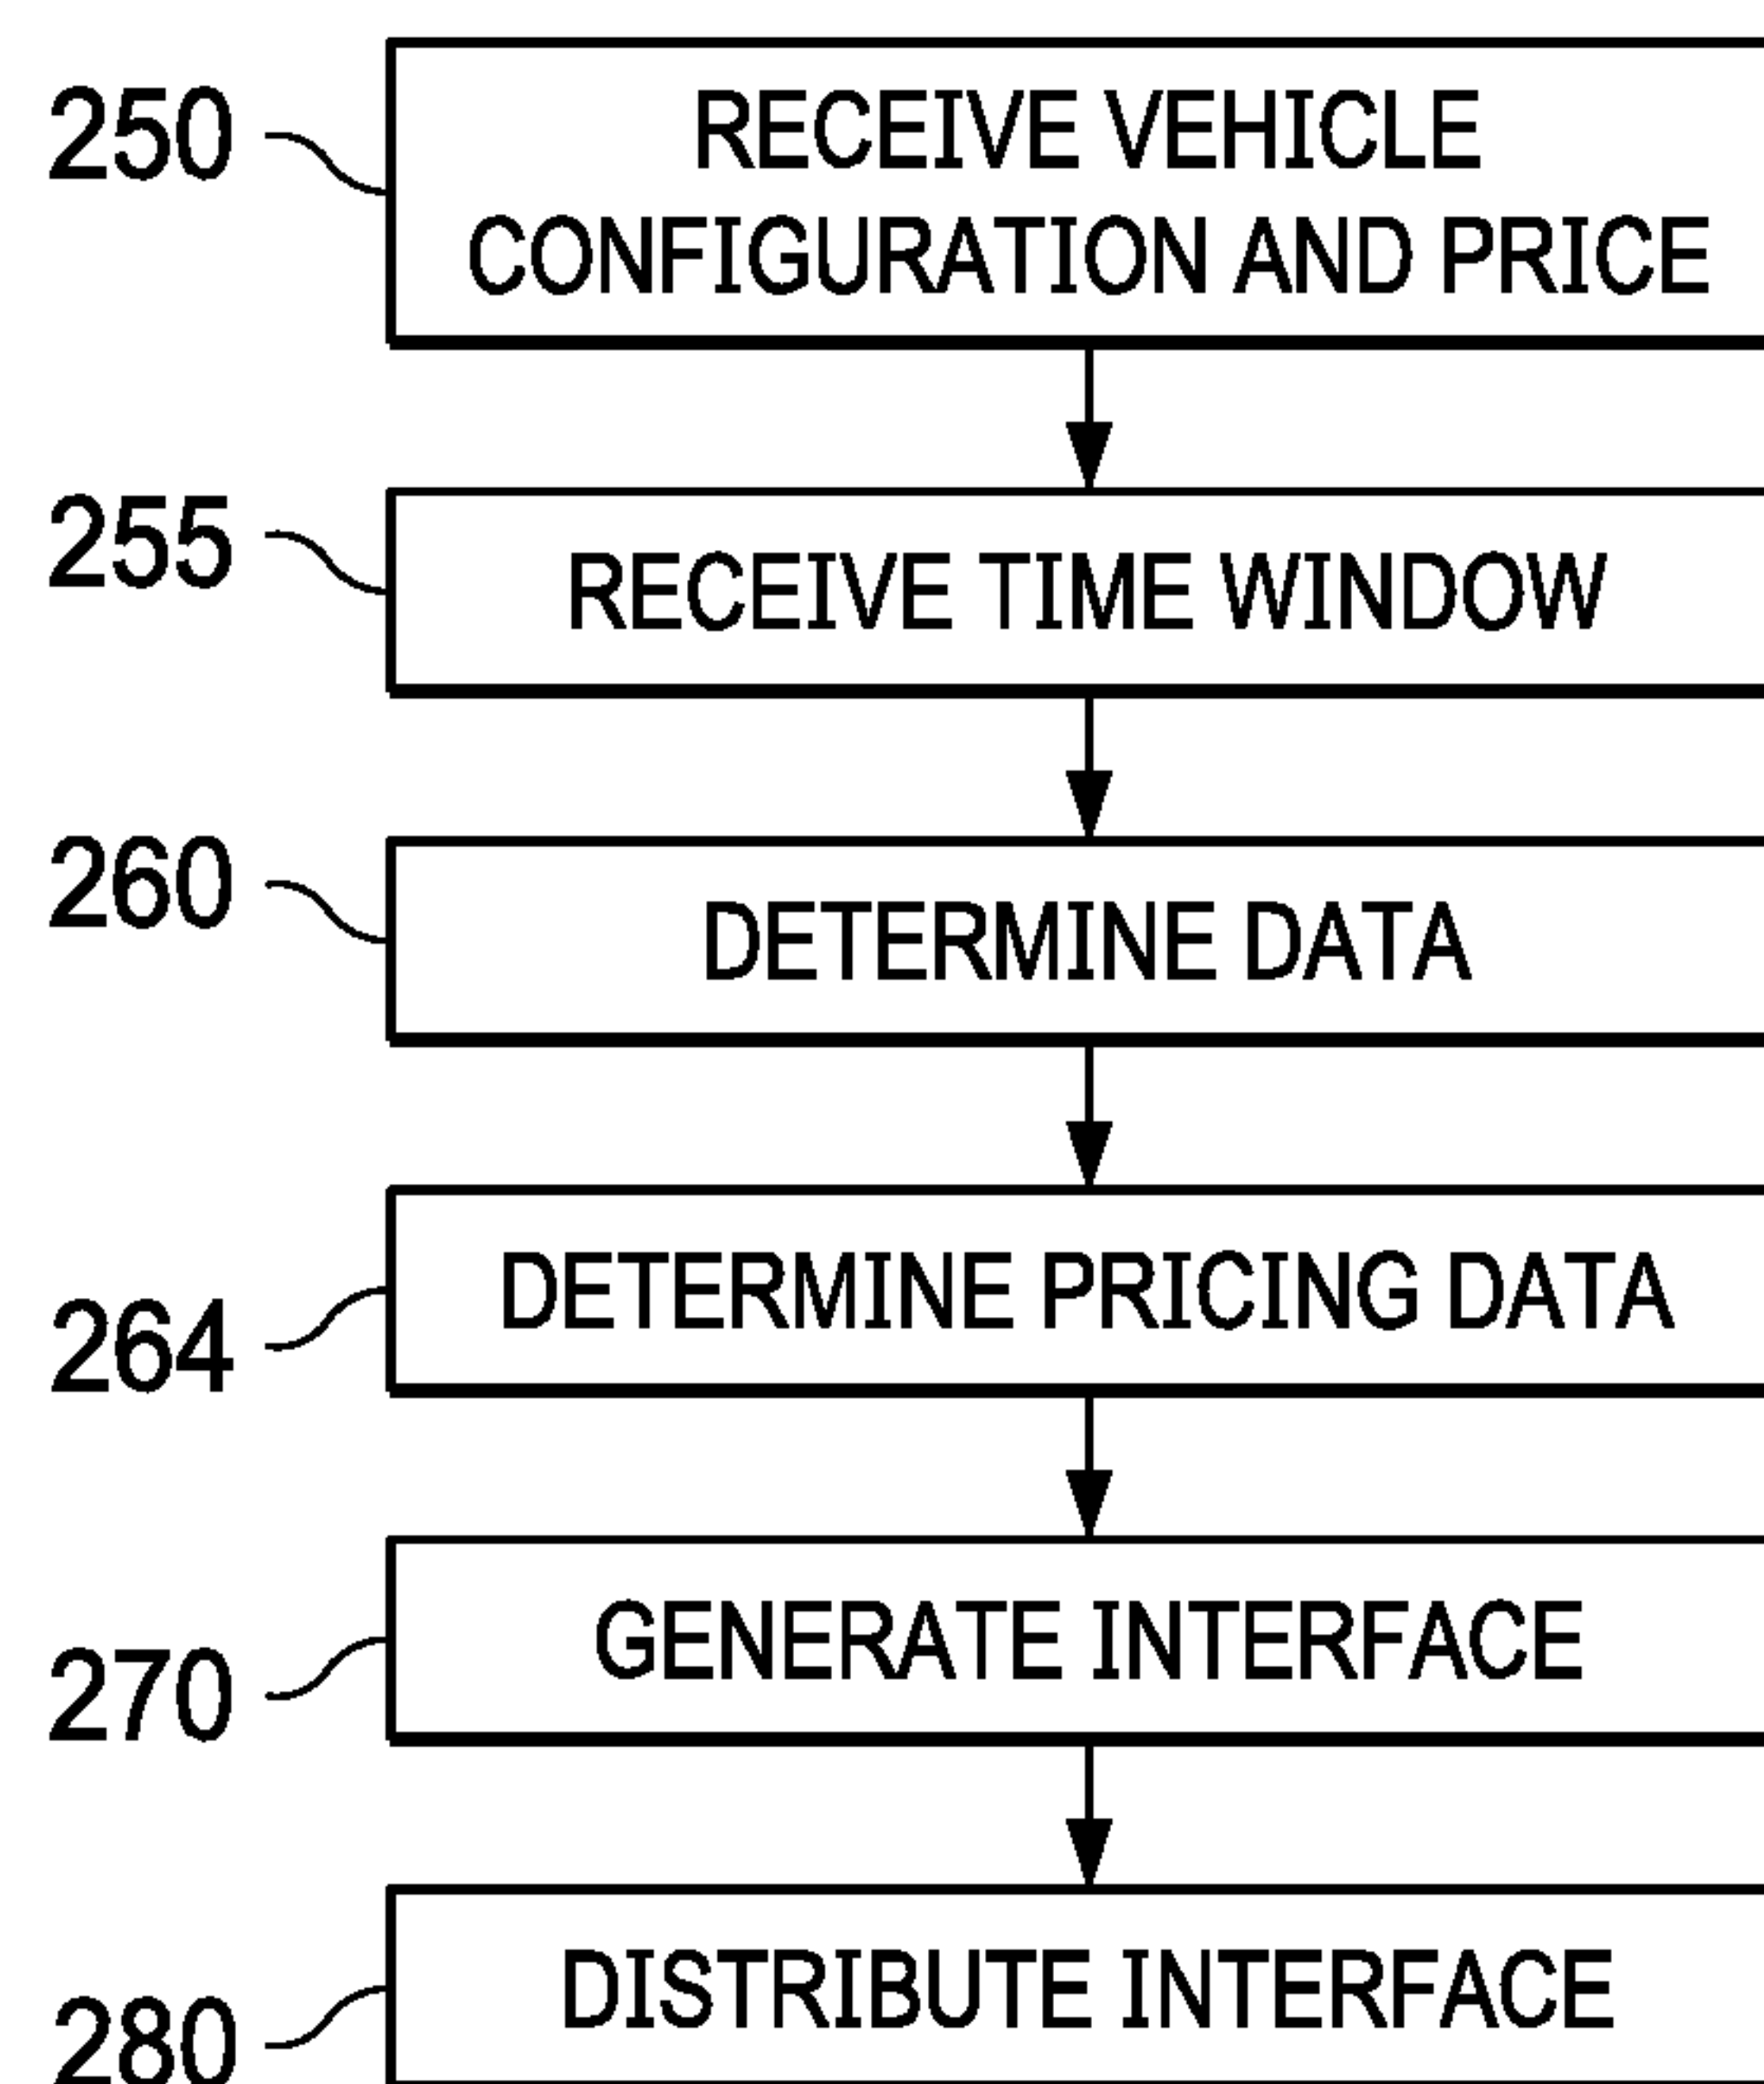 250
RECEIVE VEHICLE
CONFIGURATION AND PRICE
255
RECEIVE TIME WINDOW
260
DETERMINE DATA
264
DETERMINE PRICING DATA
270
GENERATE INTERFACE
280
DISTRIBUTE INTERFACE